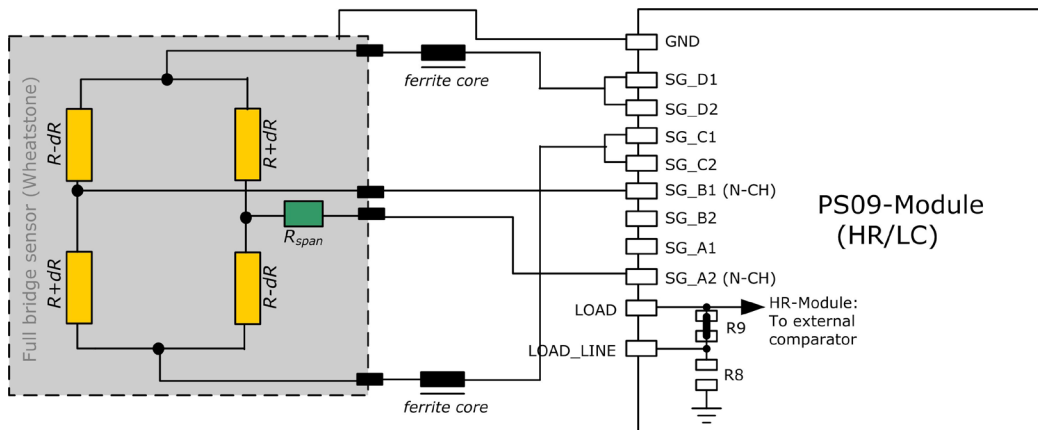 GND
ferrite core
SG_D1
SG_D2
SG_C1
SG_C2
SG_B1 (N-CH)
SG_B2
SG_A1
SG_A2 (N-CH)
LOAD
LOAD_LINE
PS09-Module
(HR/LC)
HR-Module:
To external
comparator
R9
R8
Full bridge sensor (Wheatstone)
R-dR
R+dR
R+dR
R-dR
Rspan
ferrite core